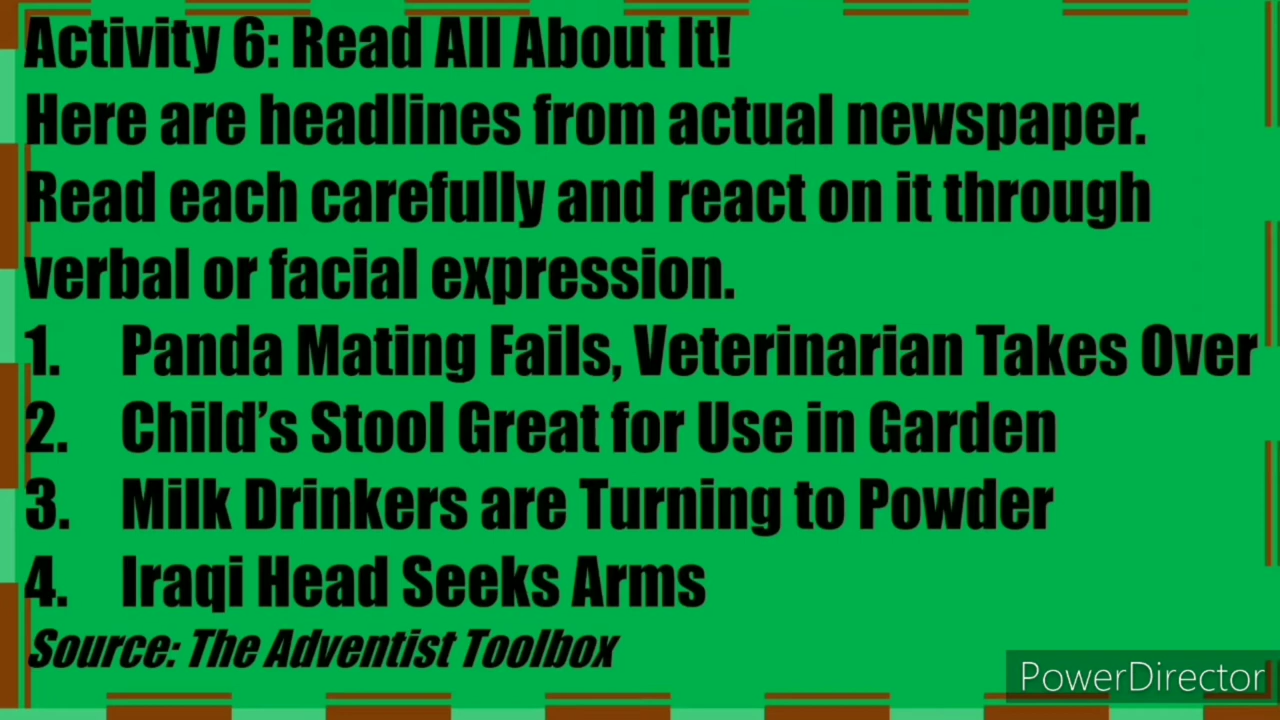 Activity 6: Read All About It!
Here are headlines from actual newspaper.
Read each carefully and react on it through
verbal or facial expression.
1. Panda Mating Fails, Veterinarian Takes Over
2. Child’s Stool Great for Use in Garden
3. Milk Drinkers are Turning to Powder
4. Iraqi Head Seeks Arms
Source: The Adventist Toolbox
PowerDirector